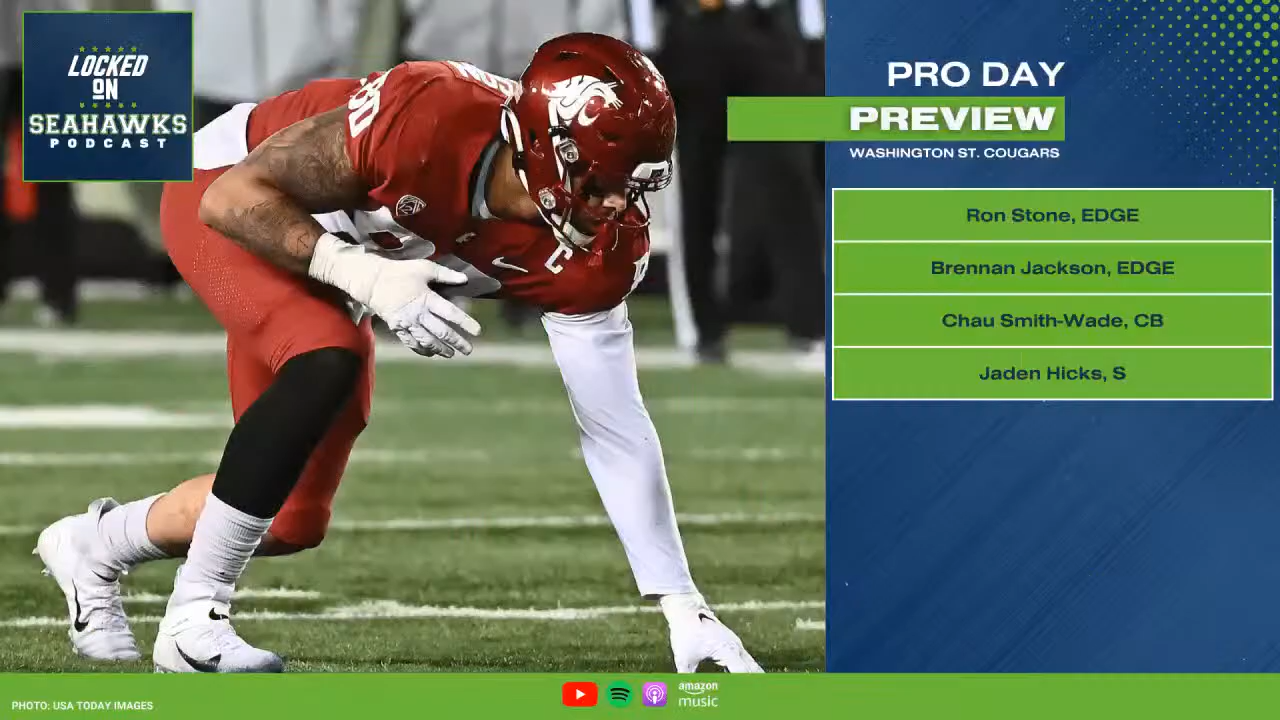 LOCKED
ON
SEAHAWKS
PODCAST
PRO DAY
PREVIEW
WASHINGTON ST. COUGARS
Ron Stone, EDGE
Brennan Jackson, EDGE
Chau Smith-Wade, CB
Jaden Hicks, S
C
PHOTO: USA TODAY IMAGES
amazon
music